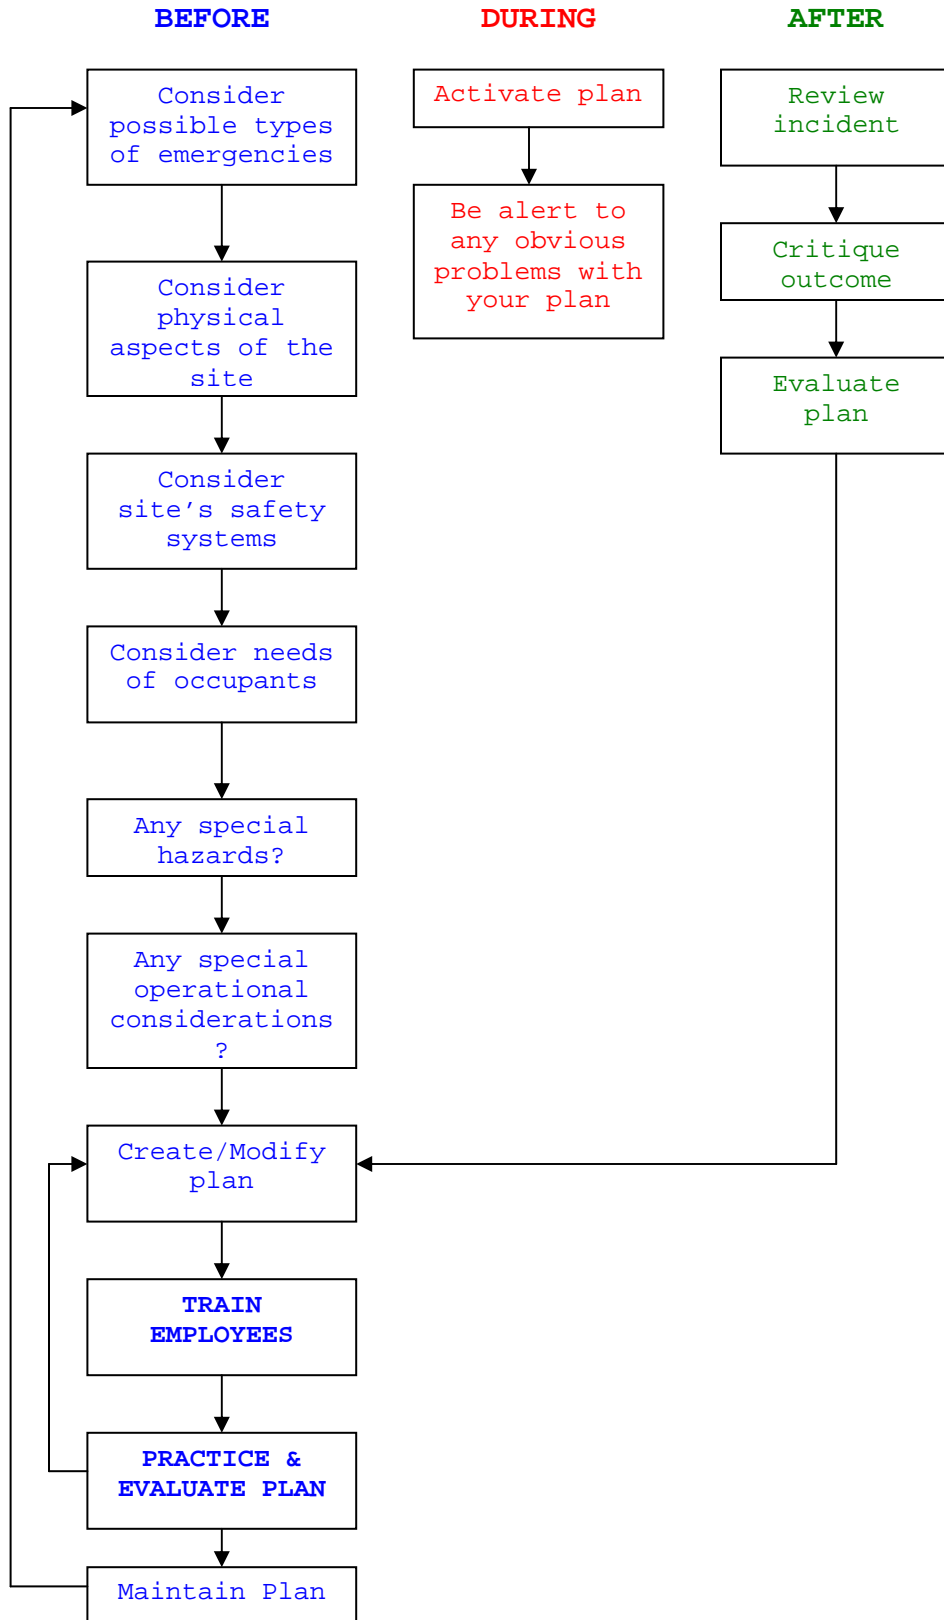 BEFORE
Consider
possible types
of emergencies
Consider
physical
aspects of the
site
Consider
site’s safety
systems
Consider needs
of occupants
Any special
hazards?
Any special
operational
considerations
?
Create/Modify
plan
TRAIN
EMPLOYEES
PRACTICE &
EVALUATE PLAN
Maintain Plan
DURING
Activate plan
Be alert to
any obvious
problems with
your plan
AFTER
Review
incident
Critique
outcome
Evaluate
plan